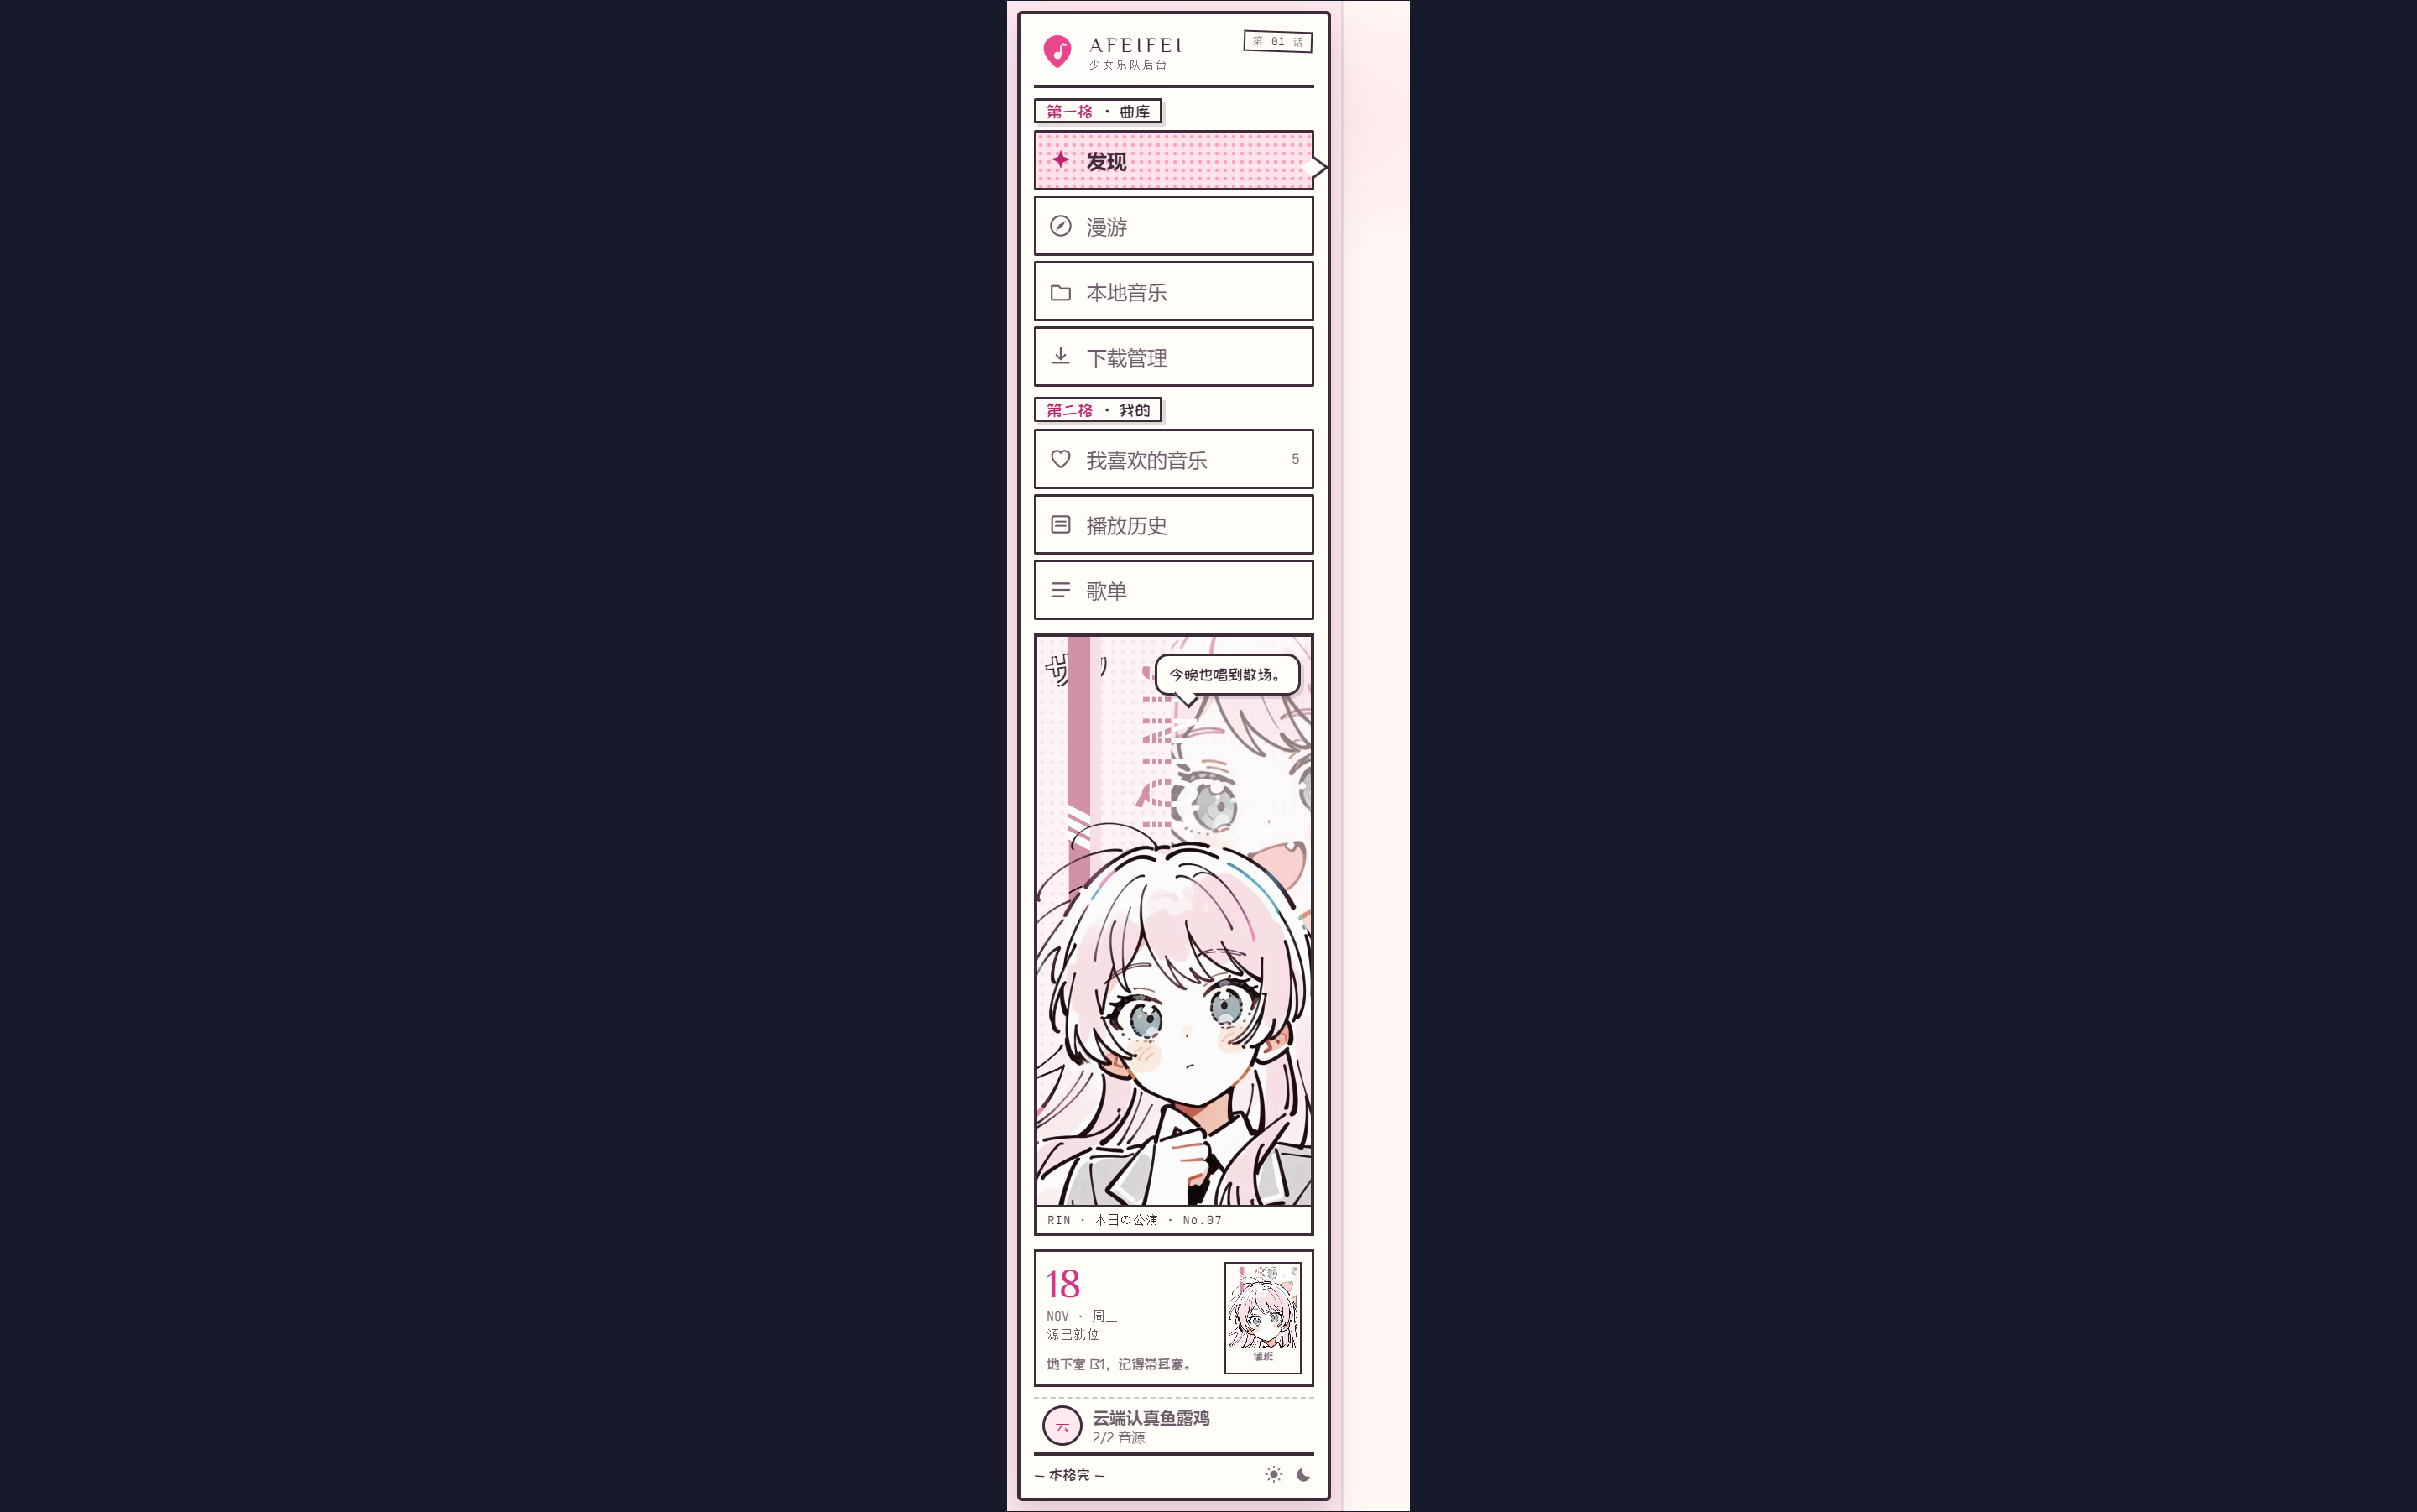 AFEIFEI
少女乐队后台
第 01 话
第一格 · 曲库
发现
漫游
本地音乐
下载管理
第二格 · 我的
我喜欢的音乐 5
播放历史
歌单
今晚也唱到散场。
RIN · 本日の公演 · No.07
18
NOV · 周三
源已就位
地下室 B1，记得带耳塞。
值班
云
云端认真鱼露鸡
2/2 音源
— 本格完 —